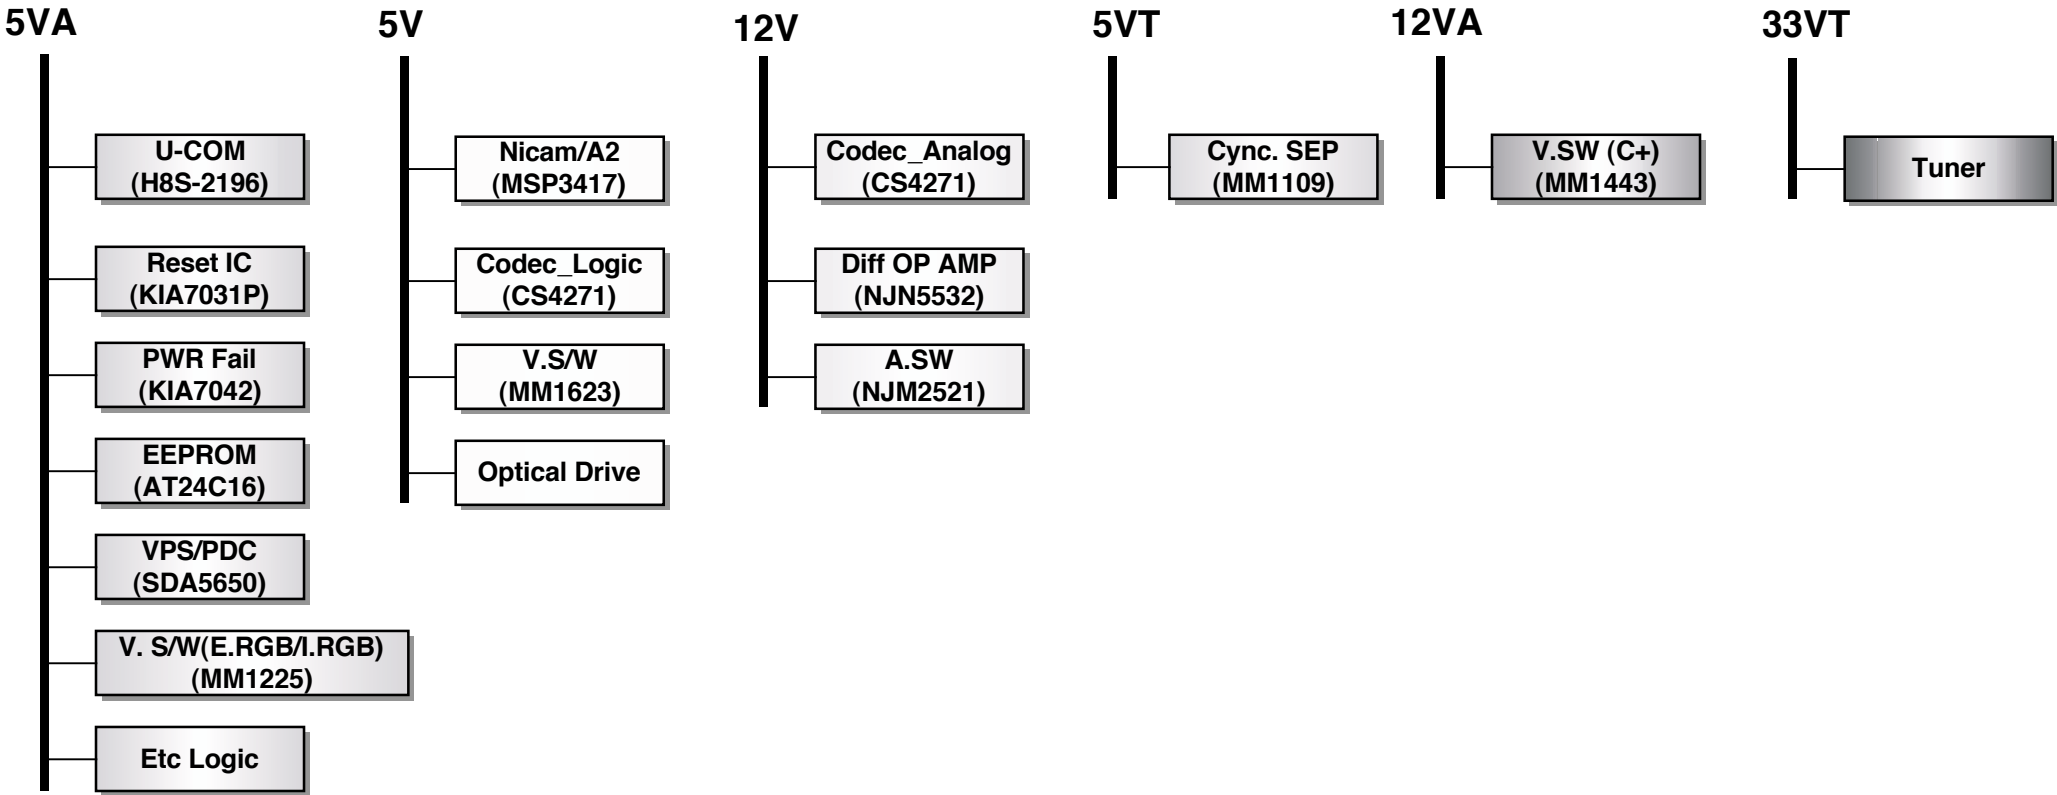 5VA
U-COM
(H8S-2196)
Reset IC
(KIA7031P)
PWR Fail
(KIA7042)
EEPROM
(AT24C16)
VPS/PDC
(SDA5650)
V. S/W(E.RGB/I.RGB)
(MM1225)
Etc Logic
5V
Nicam/A2
(MSP3417)
Codec_Logic
(CS4271)
V.S/W
(MM1623)
Optical Drive
12V
Codec_Analog
(CS4271)
Diff OP AMP
(NJN5532)
A.SW
(NJM2521)
5VT
Cync. SEP
(MM1109)
12VA
V.SW (C+)
(MM1443)
33VT
Tuner